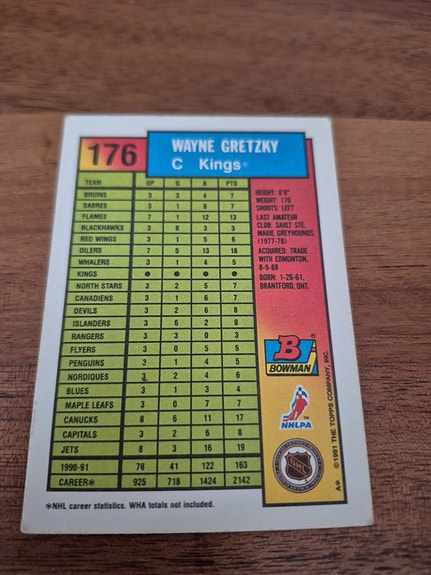 176
WAYNE GRETZKY
C Kings
TEAM GP G A PTS
BRUINS 3 3 4 7
SABRES 3 1 6 7
FLAMES 7 1 12 13
BLACKHAWKS 3 0 3 3
RED WINGS 3 1 5 6
OILERS 7 5 13 18
WHALERS 3 1 4 5
KINGS ● ● ● ●
NORTH STARS 3 2 5 7
CANADIENS 3 1 6 7
DEVILS 3 2 6 8
ISLANDERS 3 6 2 8
RANGERS 3 3 0 3
FLYERS 3 0 5 5
PENGUINS 3 1 4 5
NORDIQUES 3 2 4 6
BLUES 3 1 3 4
MAPLE LEAFS 3 0 7 7
CANUCKS 8 6 11 17
CAPITALS 3 2 6 8
JETS 8 3 16 19
1990-91 78 41 122 163
CAREER* 925 718 1424 2142
*NHL career statistics. WHA totals not included.
HEIGHT: 6'0"
WEIGHT: 170
SHOOTS: LEFT
LAST AMATEUR
CLUB: SAULT STE.
MARIE GREYHOUNDS
(1977-78)
ACQUIRED: TRADE
WITH EDMONTON,
8-9-88
BORN: 1-26-61,
BRANTFORD, ONT.
B®
BOWMAN
NHLPA™
NHL
A*
©1991 THE TOPPS COMPANY, INC.